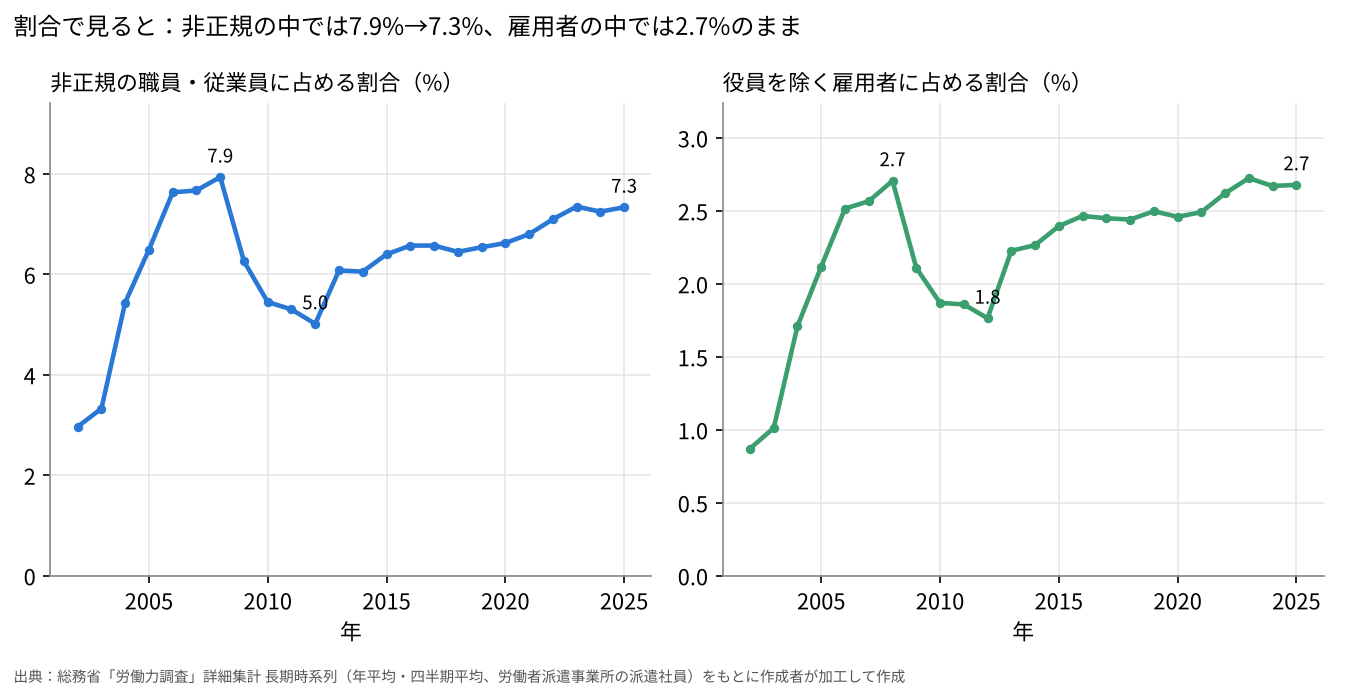 割合で見ると：非正規の中では7.9%→7.3%、雇用者の中では2.7%のまま
非正規の職員・従業員に占める割合（%）
8
6
4
2
0
7.9
5.0
7.3
2005 2010 2015 2020 2025
年
役員を除く雇用者に占める割合（%）
3.0
2.5
2.0
1.5
1.0
0.5
0.0
2.7
1.8
2.7
2005 2010 2015 2020 2025
年
出典：総務省「労働力調査」詳細集計 長期時系列（年平均・四半期平均、労働者派遣事業所の派遣社員）をもとに作成者が加工して作成